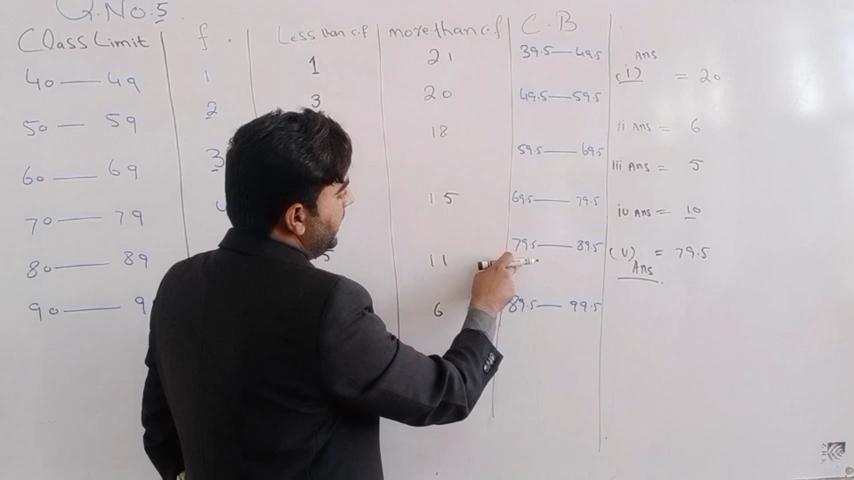 Q.No.5
Class Limit f. Less than c.f more than c.f C.B
40 — 49 1 1 21 39.5 — 49.5
50 — 59 2 3 20 49.5 — 59.5
60 — 69 3 18 59.5 — 69.5
70 — 79 15 69.5 — 79.5
80 — 89 11 79.5 — 89.5
90 — 9 6 89.5 — 99.5
Ans
(i) = 20
ii Ans = 6
iii Ans = 5
iv Ans = 10
(v) = 79.5
Ans